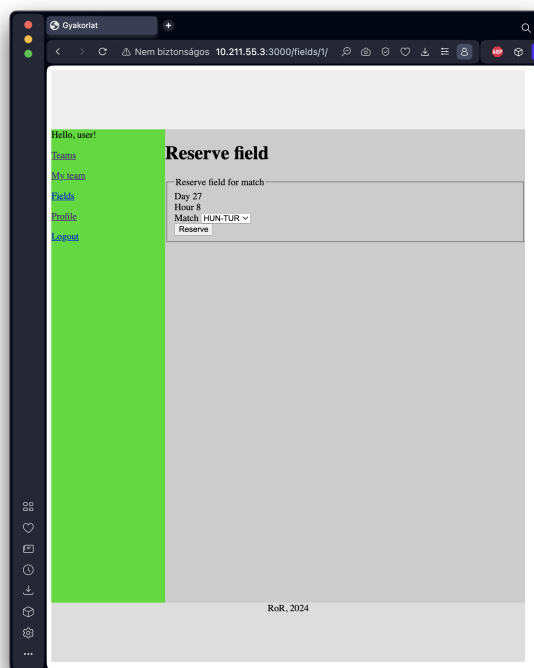 Gyakorlat
Nem biztonságos 10.211.55.3:3000/fields/1/
ABP
Hello, user!
Teams
My team
Fields
Profile
Logout
Reserve field
Reserve field for match
Day 27
Hour 8
Match HUN-TUR
Reserve
RoR, 2024